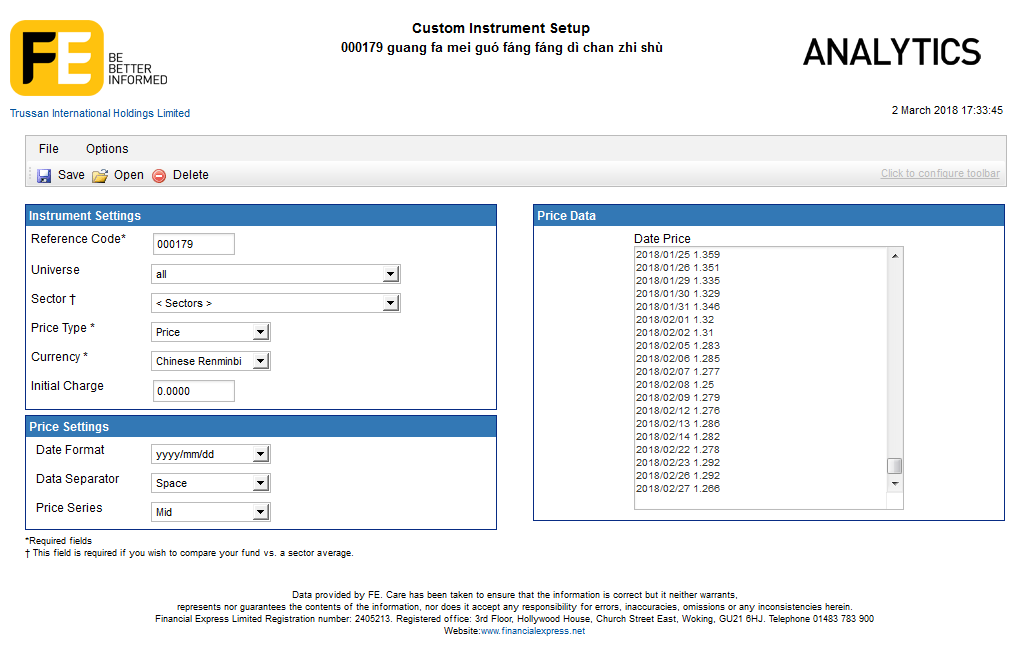 FE
BE
BETTER
INFORMED
Custom Instrument Setup
000179 guang fa mei guó fáng fáng dì chan zhi shù
ANALYTICS
Trussan International Holdings Limited
2 March 2018 17:33:45
File Options
Save Open Delete
Click to configure toolbar
Instrument Settings
Reference Code* 000179
Universe all
Sector † < Sectors >
Price Type * Price
Currency * Chinese Renminbi
Initial Charge 0.0000
Price Settings
Date Format yyyy/mm/dd
Data Separator Space
Price Series Mid
*Required fields
† This field is required if you wish to compare your fund vs. a sector average.
Price Data
Date Price
2018/01/25 1.359
2018/01/26 1.351
2018/01/29 1.335
2018/01/30 1.329
2018/01/31 1.346
2018/02/01 1.32
2018/02/02 1.31
2018/02/05 1.283
2018/02/06 1.285
2018/02/07 1.277
2018/02/08 1.25
2018/02/09 1.279
2018/02/12 1.276
2018/02/13 1.286
2018/02/14 1.282
2018/02/22 1.278
2018/02/23 1.292
2018/02/26 1.292
2018/02/27 1.266
Data provided by FE. Care has been taken to ensure that the information is correct but it neither warrants,
represents nor guarantees the contents of the information, nor does it accept any responsibility for errors, inaccuracies, omissions or any inconsistencies herein.
Financial Express Limited Registration number: 2405213. Registered office: 3rd Floor, Hollywood House, Church Street East, Woking, GU21 6HJ. Telephone 01483 783 900
Website:www.financialexpress.net